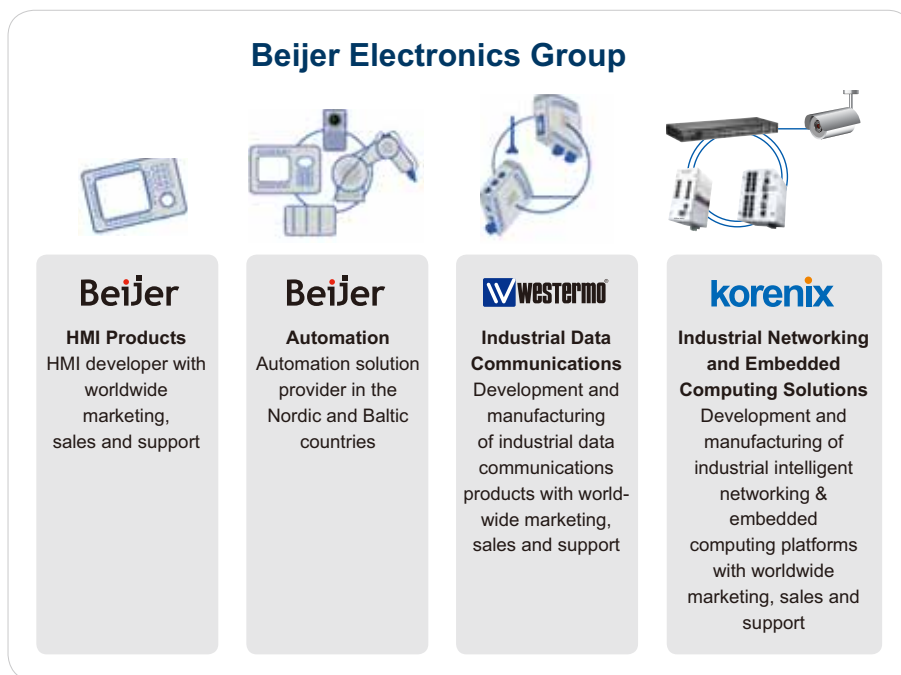 Beijer Electronics Group
Beijer
HMI Products
HMI developer with
worldwide
marketing,
sales and support
Beijer
Automation
Automation solution
provider in the
Nordic and Baltic
countries
westermo®
Industrial Data
Communications
Development and
manufacturing
of industrial data
communications
products with world-
wide marketing,
sales and support
korenix
Industrial Networking
and Embedded
Computing Solutions
Development and
manufacturing of
industrial intelligent
networking &
embedded
computing platforms
with worldwide
marketing, sales and
support